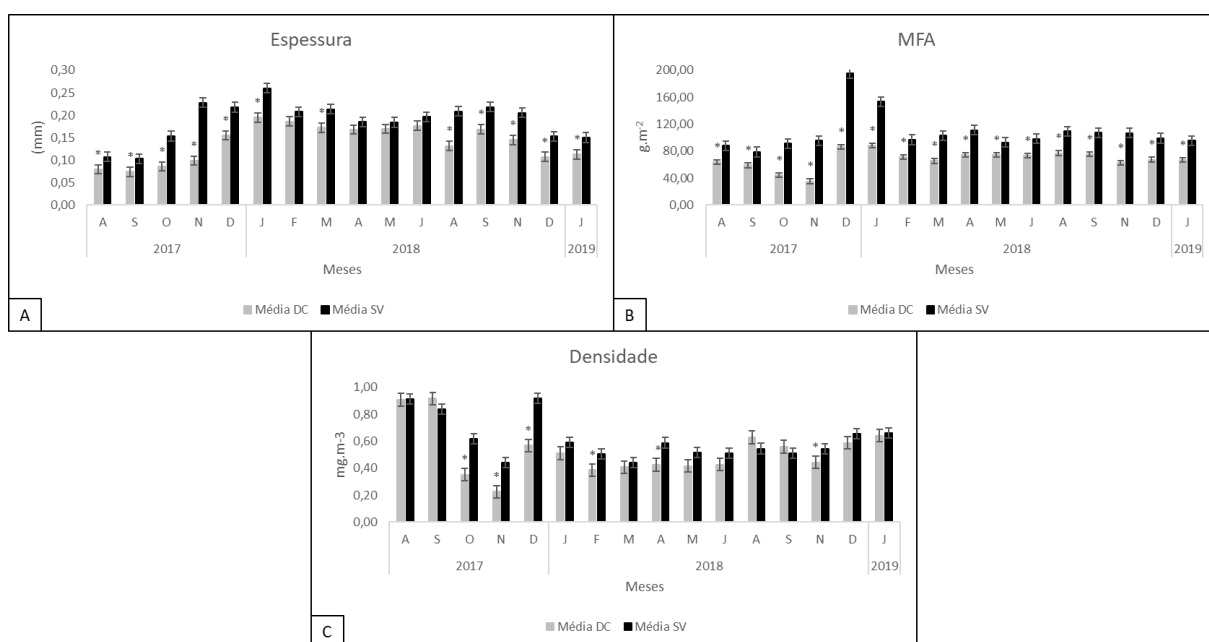 Espessura
0,30
0,25
0,20
0,15
0,10
0,05
0,00
(mm)
* * * * * * * * * * * *
A S O N D J F M A M J A S N D J
2017 2018 2019
Meses
Média DC Média SV
A
MFA
200,00
160,00
120,00
80,00
40,00
0,00
g.m-2
* * * * * * * * * * * * * * * *
A S O N D J F M A M J A S N D J
2017 2018 2019
Meses
Média DC Média SV
B
Densidade
1,00
0,80
0,60
0,40
0,20
0,00
mg.m-3
* * * * * *
A S O N D J F M A M J A S N D J
2017 2018 2019
Meses
Média DC Média SV
C